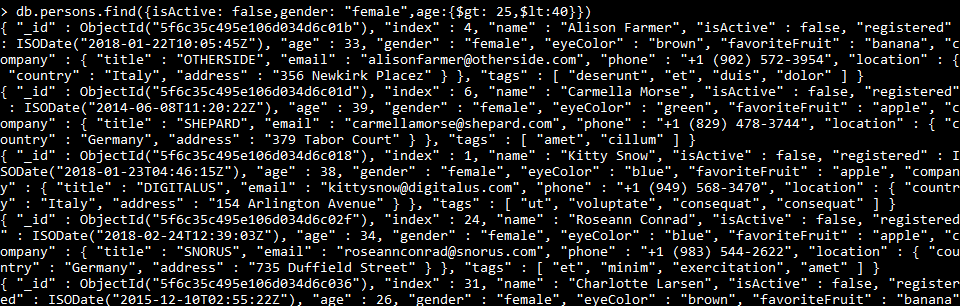 > db.persons.find({isActive: false,gender: "female",age:{$gt: 25,$lt:40}})
{ "_id" : ObjectId("5f6c35c495e106d034d6c01b"), "index" : 4, "name" : "Alison Farmer", "isActive" : false, "registered"
: ISODate("2018-01-22T10:05:45Z"), "age" : 33, "gender" : "female", "eyeColor" : "brown", "favoriteFruit" : "banana", "c
ompany" : { "title" : "OTHERSIDE", "email" : "alisonfarmer@otherside.com", "phone" : "+1 (902) 572-3954", "location" : {
"country" : "Italy", "address" : "356 Newkirk Placez" } }, "tags" : [ "deserunt", "et", "duis", "dolor" ] }
{ "_id" : ObjectId("5f6c35c495e106d034d6c01d"), "index" : 6, "name" : "Carmella Morse", "isActive" : false, "registered"
: ISODate("2014-06-08T11:20:22Z"), "age" : 39, "gender" : "female", "eyeColor" : "green", "favoriteFruit" : "apple", "c
ompany" : { "title" : "SHEPARD", "email" : "carmellamorse@shepard.com", "phone" : "+1 (829) 478-3744", "location" : { "c
ountry" : "Germany", "address" : "379 Tabor Court" } }, "tags" : [ "amet", "cillum" ] }
{ "_id" : ObjectId("5f6c35c495e106d034d6c018"), "index" : 1, "name" : "Kitty Snow", "isActive" : false, "registered" : I
SODate("2018-01-23T04:46:15Z"), "age" : 38, "gender" : "female", "eyeColor" : "blue", "favoriteFruit" : "apple", "compan
y" : { "title" : "DIGITALUS", "email" : "kittysnow@digitalus.com", "phone" : "+1 (949) 568-3470", "location" : { "countr
y" : "Italy", "address" : "154 Arlington Avenue" } }, "tags" : [ "ut", "voluptate", "consequat", "consequat" ] }
{ "_id" : ObjectId("5f6c35c495e106d034d6c02f"), "index" : 24, "name" : "Roseann Conrad", "isActive" : false, "registered
" : ISODate("2018-02-24T12:39:03Z"), "age" : 34, "gender" : "female", "eyeColor" : "blue", "favoriteFruit" : "apple", "c
ompany" : { "title" : "SNORUS", "email" : "roseannconrad@snorus.com", "phone" : "+1 (983) 544-2622", "location" : { "cou
ntry" : "Germany", "address" : "735 Duffield Street" } }, "tags" : [ "et", "minim", "exercitation", "amet" ] }
{ "_id" : ObjectId("5f6c35c495e106d034d6c036"), "index" : 31, "name" : "Charlotte Larsen", "isActive" : false, "register
ed" : ISODate("2015-12-10T02:55:22Z"), "age" : 26, "gender" : "female", "eyeColor" : "brown", "favoriteFruit" : "banana"